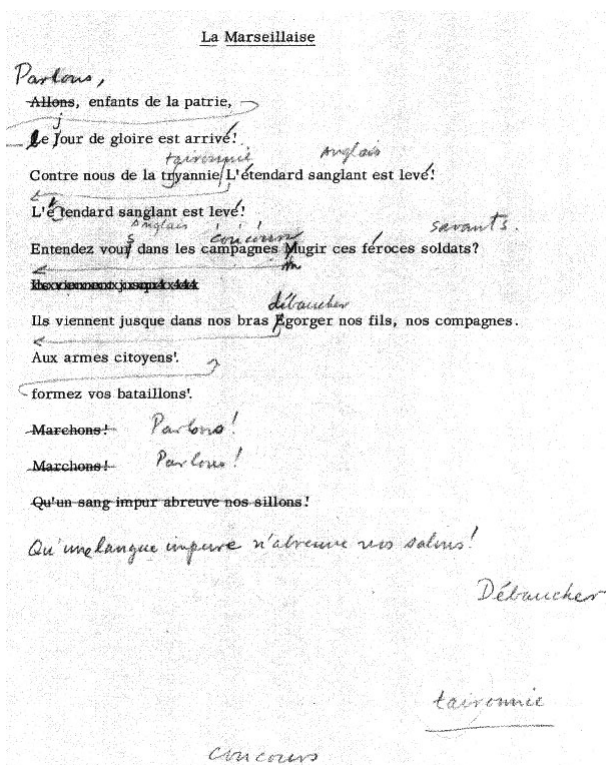 La Marseillaise
Parlons,
Allons, enfants de la patrie,
j
Le Jour de gloire est arrivé!
taironnie Anglais
Contre nous de la tryannie L'étendard sanglant est levé!
L'étendard sanglant est levé!
Anglais concours savants.
Entendez vous dans les campagnes Mugir ces féroces soldats?
m
débaucher
Ils viennent jusque dans nos bras Egorger nos fils, nos compagnes.
Aux armes citoyens!
formez vos bataillons!
Marchons! Parlons!
Marchons! Parlons!
Qu'un sang impur abreuve nos sillons!
Qu'une langue impure n'abreuve nos salons!
Débaucher
taironnie
concours